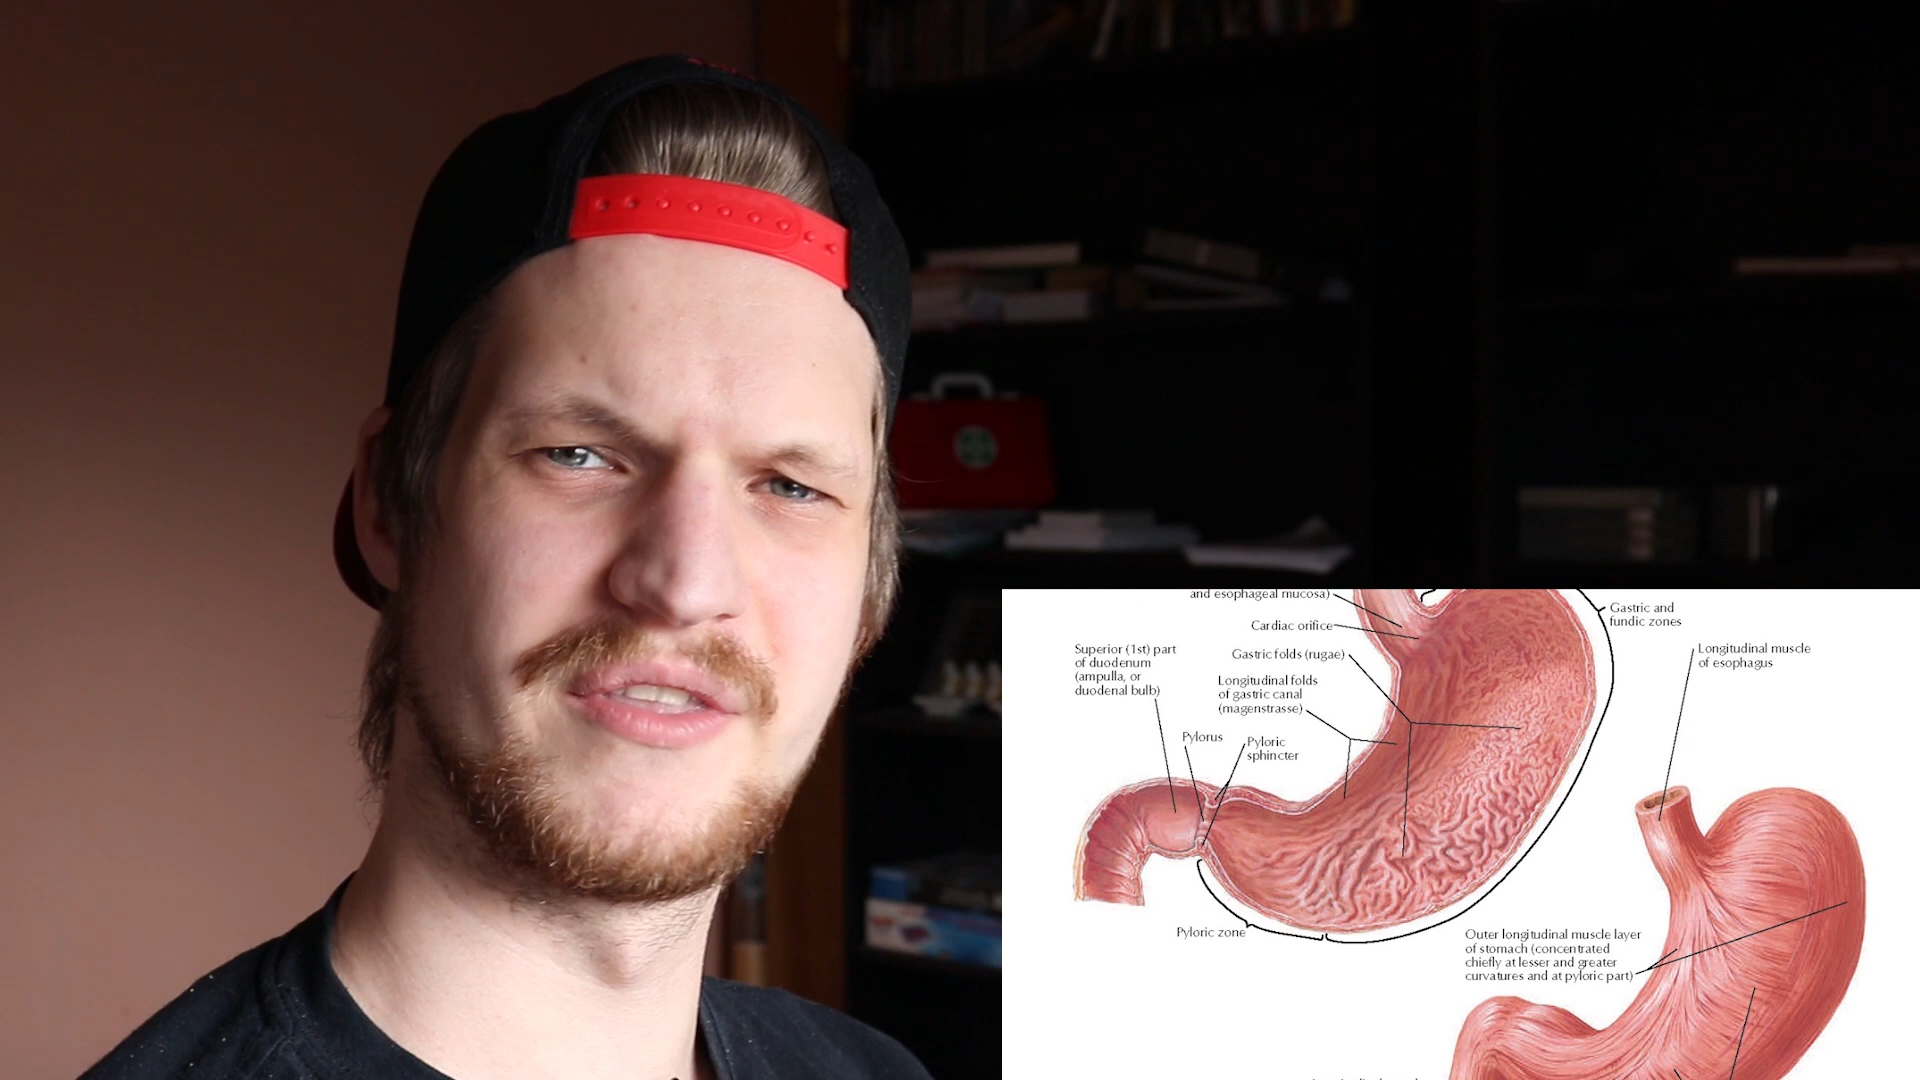 and esophageal mucosa)
Cardiac orifice
Gastric folds (rugae)
Longitudinal folds
of gastric canal
(magenstrasse)
Superior (1st) part
of duodenum
(ampulla, or
duodenal bulb)
Pylorus
Pyloric
sphincter
Pyloric zone
Gastric and
fundic zones
Longitudinal muscle
of esophagus
Outer longitudinal muscle layer
of stomach (concentrated
chiefly at lesser and greater
curvatures and at pyloric part)